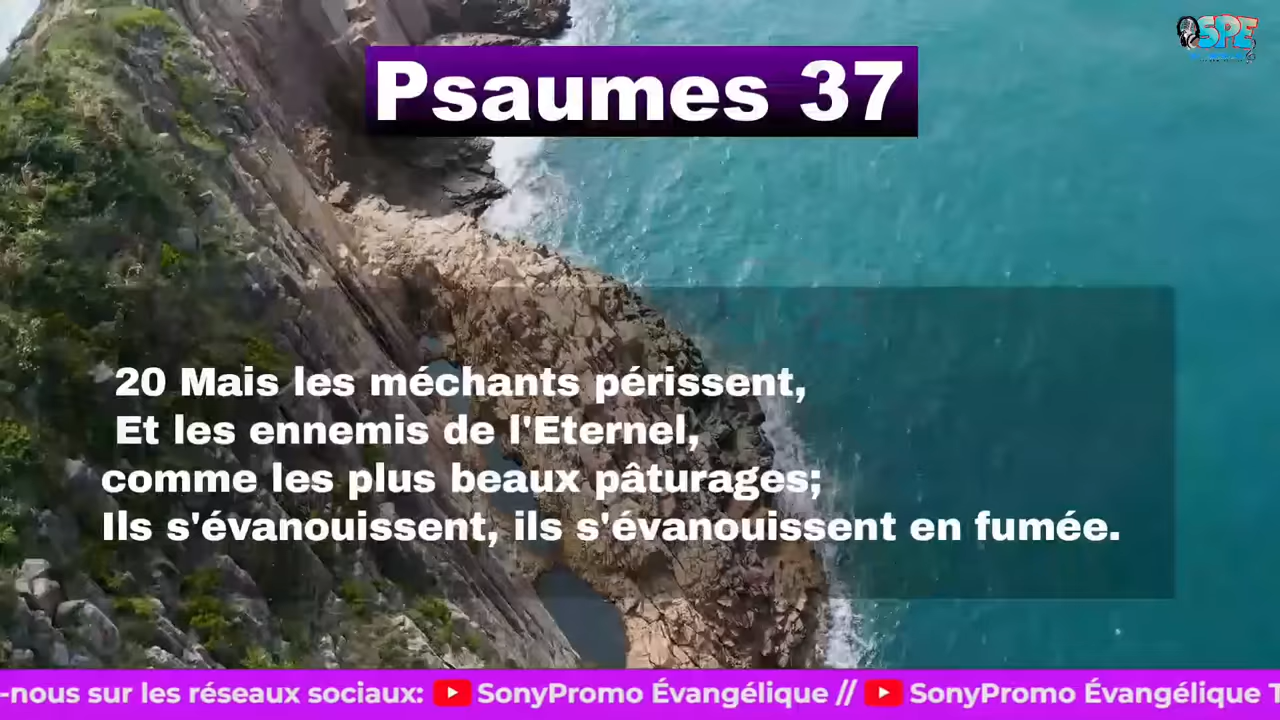 SPE
Psaumes 37
20 Mais les méchants périssent,
Et les ennemis de l'Eternel,
comme les plus beaux pâturages;
Ils s'évanouissent, ils s'évanouissent en fumée.
-nous sur les réseaux sociaux: SonyPromo Évangélique // SonyPromo Évangélique T